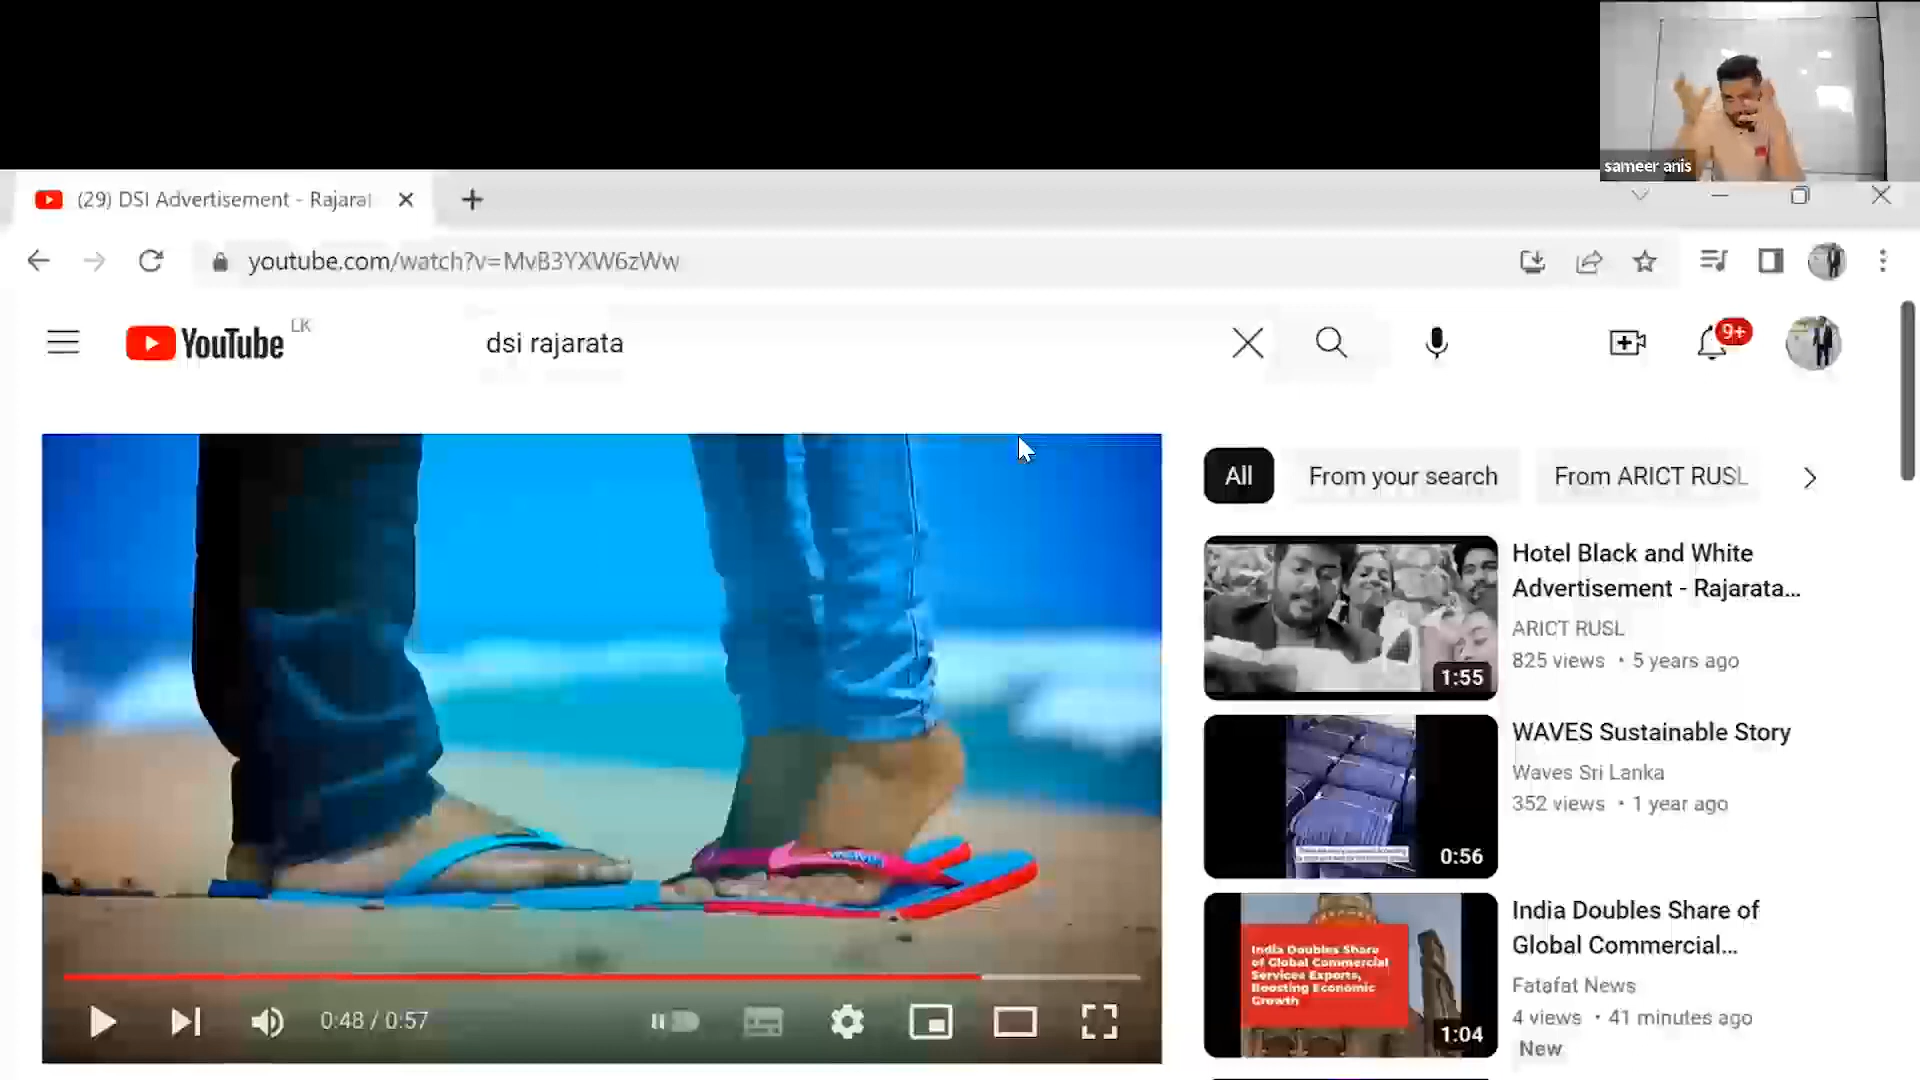 sameer anis
(29) DSI Advertisement - Rajarat
youtube.com/watch?v=MvB3YXW6zWw
YouTube LK
dsi rajarata
9+
All
From your search
From ARICT RUSL
Hotel Black and White
Advertisement - Rajarata...
ARICT RUSL
825 views • 5 years ago
1:55
WAVES Sustainable Story
Waves Sri Lanka
352 views • 1 year ago
0:56
India Doubles Share of
Global Commercial...
Fatafat News
4 views • 41 minutes ago
New
India Doubles Share
of Global Commercial
Services Exports,
Boosting Economic
Growth
1:04
0:48 / 0:57